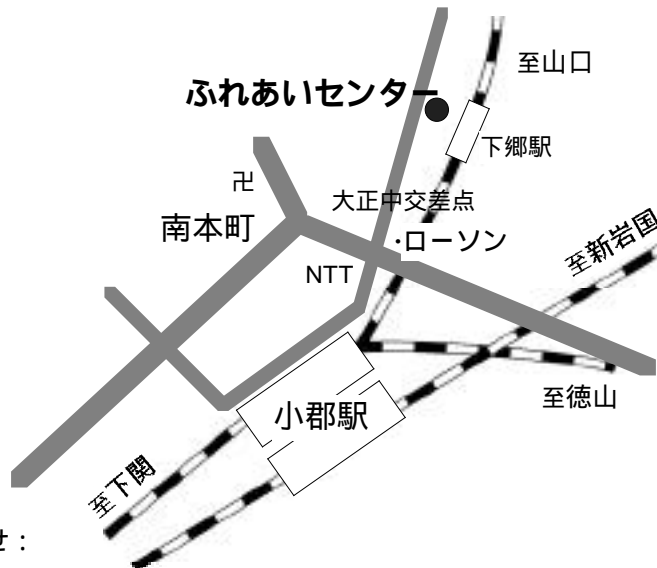 至山口
ふれあいセンター
下郷駅
卍
大正中交差点
南本町
・ローソン
至新岩国
NTT
至徳山
小郡駅
至下関
せ：